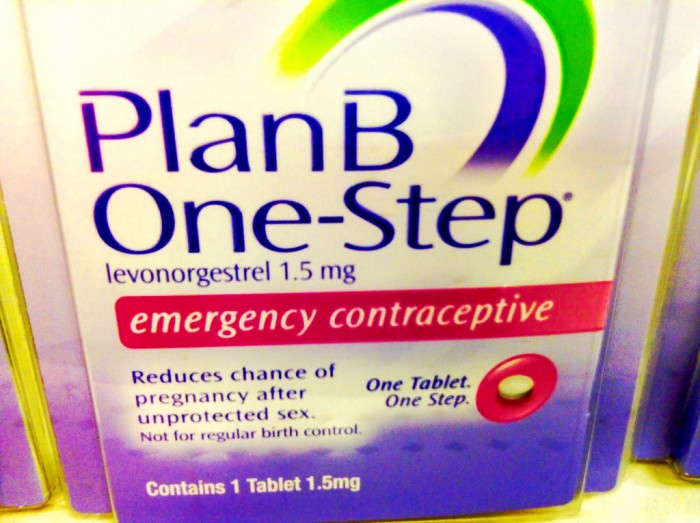 Plan B
One-Step®
levonorgestrel 1.5 mg
emergency contraceptive
Reduces chance of
pregnancy after
unprotected sex.
Not for regular birth control.
One Tablet.
One Step.
Contains 1 Tablet 1.5mg